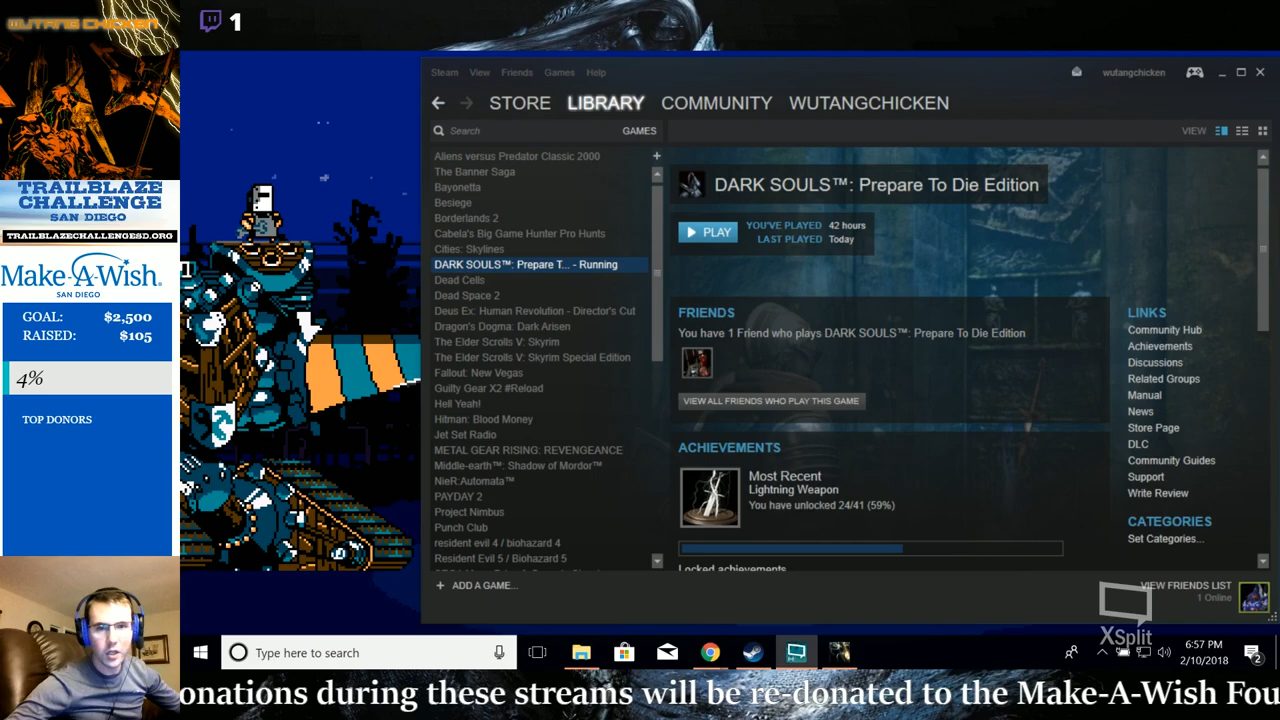 WUTANG CHICKEN
1
TRAILBLAZE
CHALLENGE
SAN DIEGO
TRAILBLAZECHALLENGESD.ORG
Make-A-Wish.
SAN DIEGO
GOAL: $2,500
RAISED: $105
4%
TOP DONORS
Steam View Friends Games Help
wutangchicken
STORE LIBRARY COMMUNITY WUTANGCHICKEN
Search GAMES
VIEW
Aliens versus Predator Classic 2000
The Banner Saga
Bayonetta
Besiege
Borderlands 2
Cabela's Big Game Hunter Pro Hunts
Cities: Skylines
DARK SOULS™: Prepare T... - Running
Dead Cells
Dead Space 2
Deus Ex: Human Revolution - Director's Cut
Dragon's Dogma: Dark Arisen
The Elder Scrolls V: Skyrim
The Elder Scrolls V: Skyrim Special Edition
Fallout: New Vegas
Guilty Gear X2 #Reload
Hell Yeah!
Hitman: Blood Money
Jet Set Radio
METAL GEAR RISING: REVENGEANCE
Middle-earth™: Shadow of Mordor™
NieR:Automata™
PAYDAY 2
Project Nimbus
Punch Club
resident evil 4 / biohazard 4
Resident Evil 5 / Biohazard 5
+ ADD A GAME...
DARK SOULS™: Prepare To Die Edition
PLAY
YOU'VE PLAYED 42 hours
LAST PLAYED Today
FRIENDS
You have 1 Friend who plays DARK SOULS™: Prepare To Die Edition
VIEW ALL FRIENDS WHO PLAY THIS GAME
ACHIEVEMENTS
Most Recent
Lightning Weapon
You have unlocked 24/41 (59%)
Locked achievements
LINKS
Community Hub
Achievements
Discussions
Related Groups
Manual
News
Store Page
DLC
Community Guides
Support
Write Review
CATEGORIES
Set Categories...
VIEW FRIENDS LIST
1 Online
XSplit
Type here to search
6:57 PM
2/10/2018
2
onations during these streams will be re-donated to the Make-A-Wish Fou